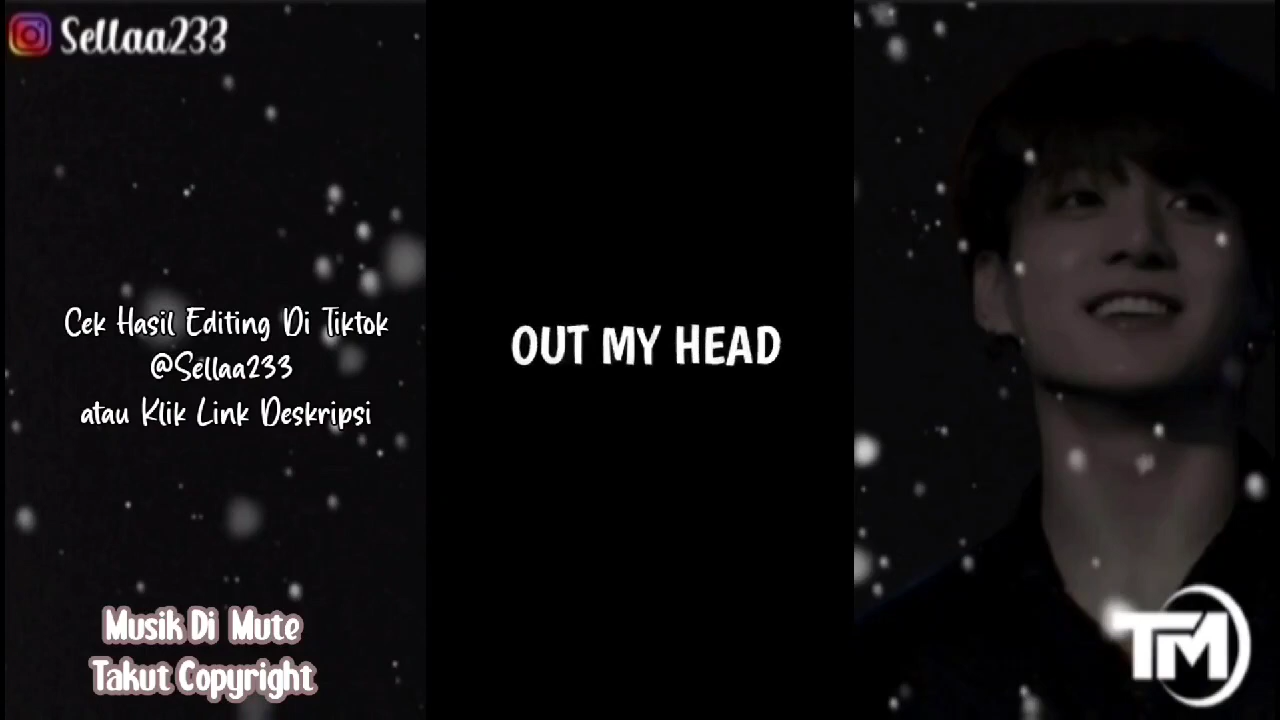 Sellaa233
Cek Hasil Editing Di Tiktok
@Sellaa233
atau Klik Link Deskripsi
Musik Di Mute
Takut Copyright
OUT MY HEAD
TM